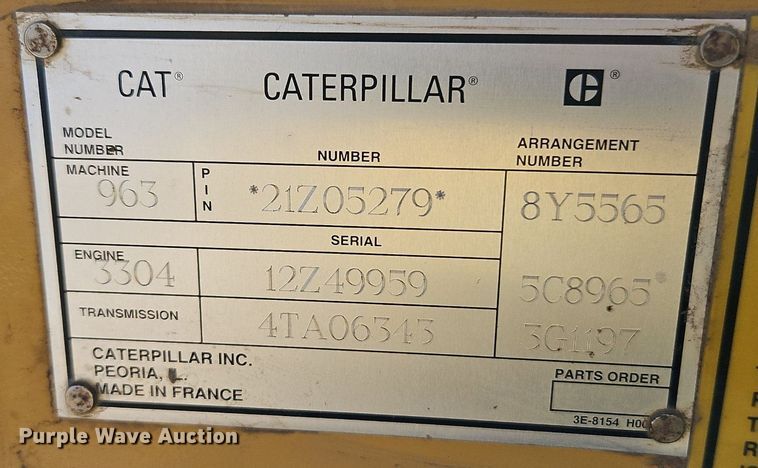 CAT® CATERPILLAR® ®
MODEL NUMBER NUMBER ARRANGEMENT NUMBER
MACHINE
963 PIN *21Z05279* 8Y5565
SERIAL
ENGINE
3304 12Z49959 5C8965
TRANSMISSION 4TA06343 3G1197
CATERPILLAR INC.
PEORIA,
MADE IN FRANCE
PARTS ORDER
3E-8154
Purple Wave Auction